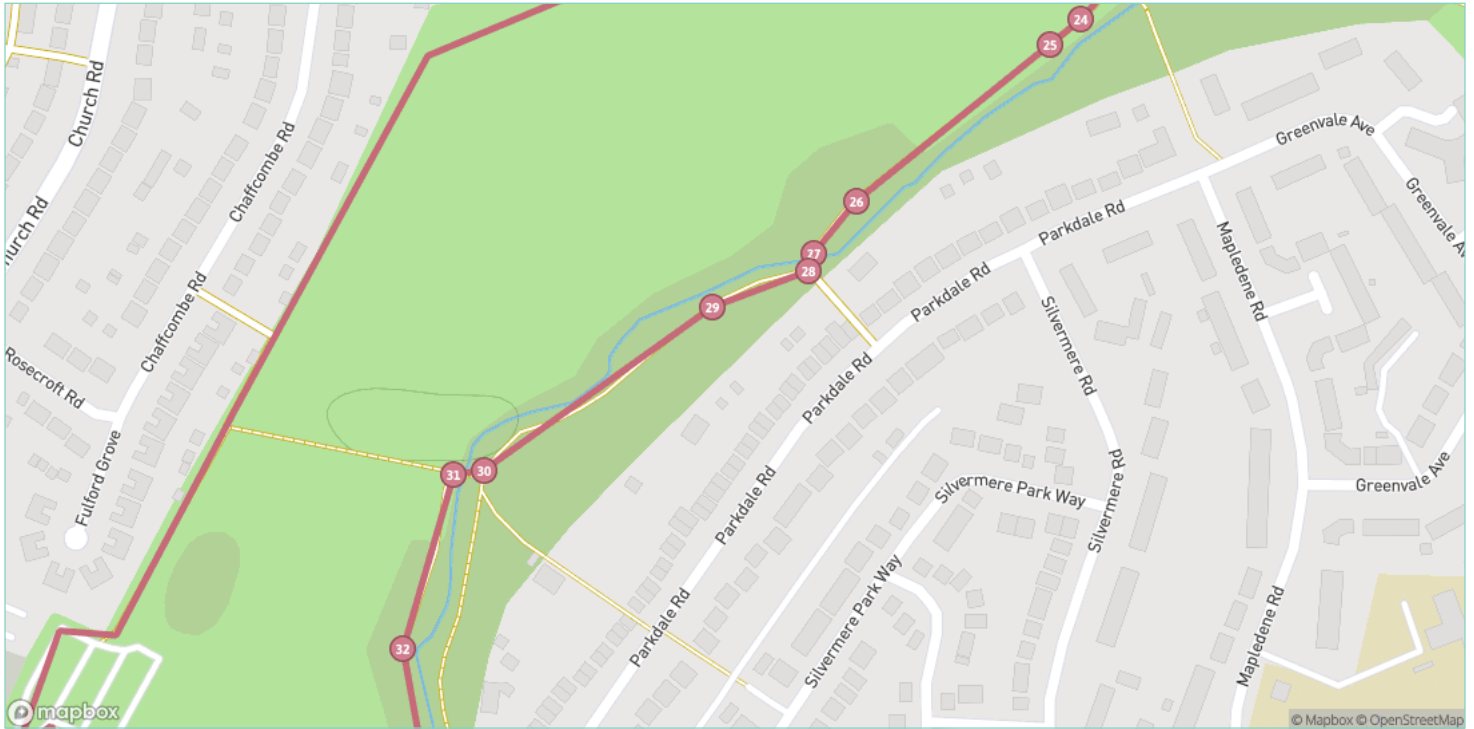 24
25
Church Rd
Greenvale Ave
Chaffcombe Rd
Greenvale Av
26
Parkdale Rd
hurch Rd
Mapledene Rd
27
28
Parkdale Rd
Chaffcombe Rd
29
Silvermere Rd
Rosecroft Rd
Parkdale Rd
Fulford Grove
31
30
Silvermere Park Way
Greenvale Ave
Parkdale Rd
Silvermere Rd
Parkdale Rd
Silvermere Park Way
Mapledene Rd
32
mapbox
© Mapbox © OpenStreetMap